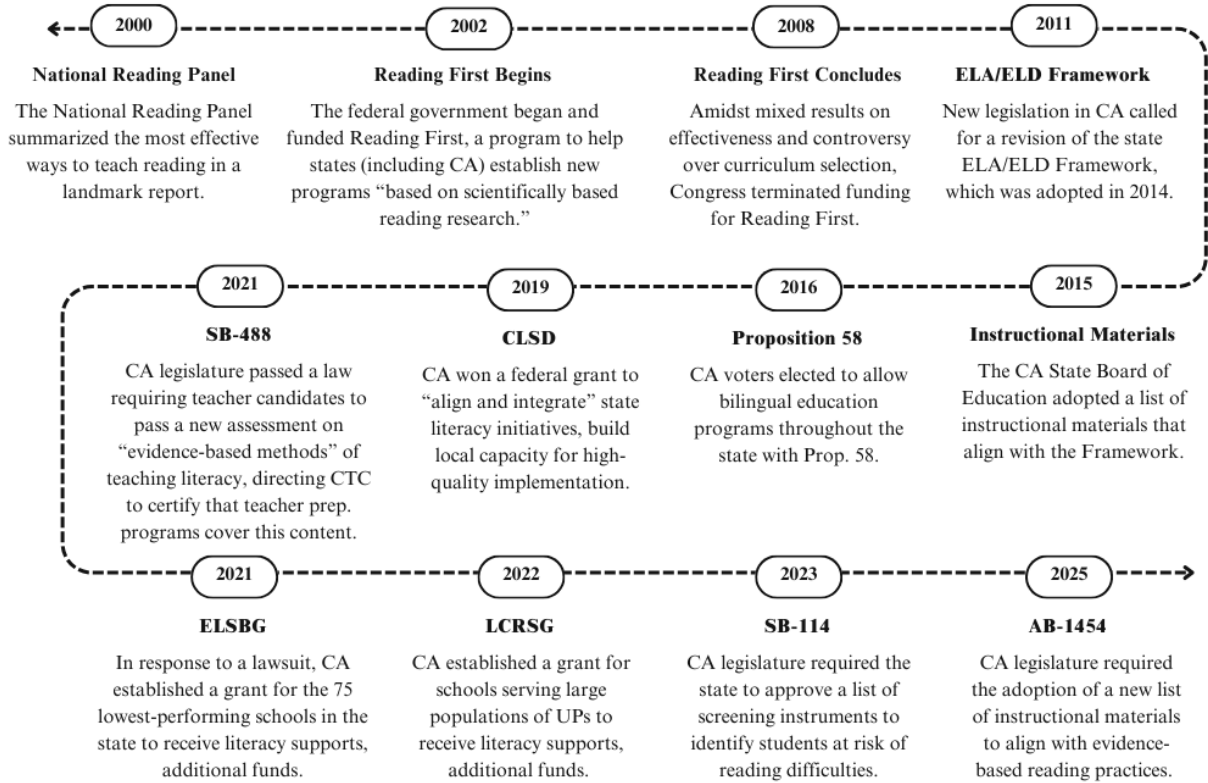 2000
National Reading Panel
The National Reading Panel
summarized the most effective
ways to teach reading in a
landmark report.
2002
Reading First Begins
The federal government began and
funded Reading First, a program to help
states (including CA) establish new
programs “based on scientifically based
reading research.”
2008
Reading First Concludes
Amidst mixed results on
effectiveness and controversy
over curriculum selection,
Congress terminated funding
for Reading First.
2011
ELA/ELD Framework
New legislation in CA called
for a revision of the state
ELA/ELD Framework,
which was adopted in 2014.
2015
Instructional Materials
The CA State Board of
Education adopted a list of
instructional materials that
align with the Framework.
2016
Proposition 58
CA voters elected to allow
bilingual education
programs throughout the
state with Prop. 58.
2019
CLSD
CA won a federal grant to
“align and integrate” state
literacy initiatives, build
local capacity for high-
quality implementation.
2021
SB-488
CA legislature passed a law
requiring teacher candidates to
pass a new assessment on
“evidence-based methods” of
teaching literacy, directing CTC
to certify that teacher prep.
programs cover this content.
2021
ELSBG
In response to a lawsuit, CA
established a grant for the 75
lowest-performing schools in the
state to receive literacy supports,
additional funds.
2022
LCRSG
CA established a grant for
schools serving large
populations of UPs to
receive literacy supports,
additional funds.
2023
SB-114
CA legislature required the
state to approve a list of
screening instruments to
identify students at risk of
reading difficulties.
2025
AB-1454
CA legislature required
the adoption of a new list
of instructional materials
to align with evidence-
based reading practices.